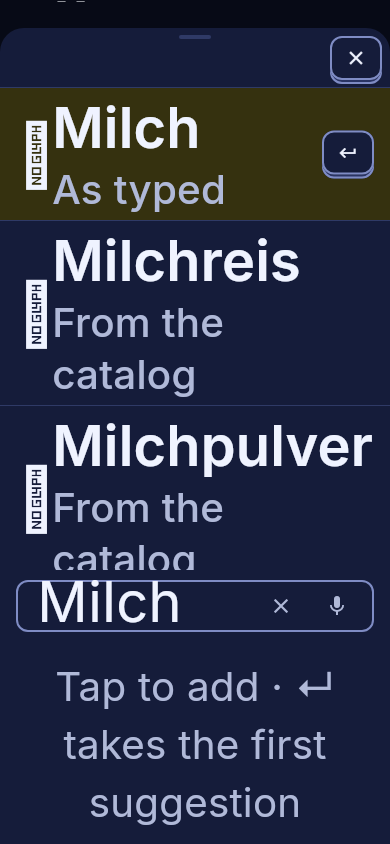 NO GLYPH
Milch
As typed
NO GLYPH
Milchreis
From the
catalog
NO GLYPH
Milchpulver
From the
catalog
Milch
Tap to add · ↵
takes the first
suggestion